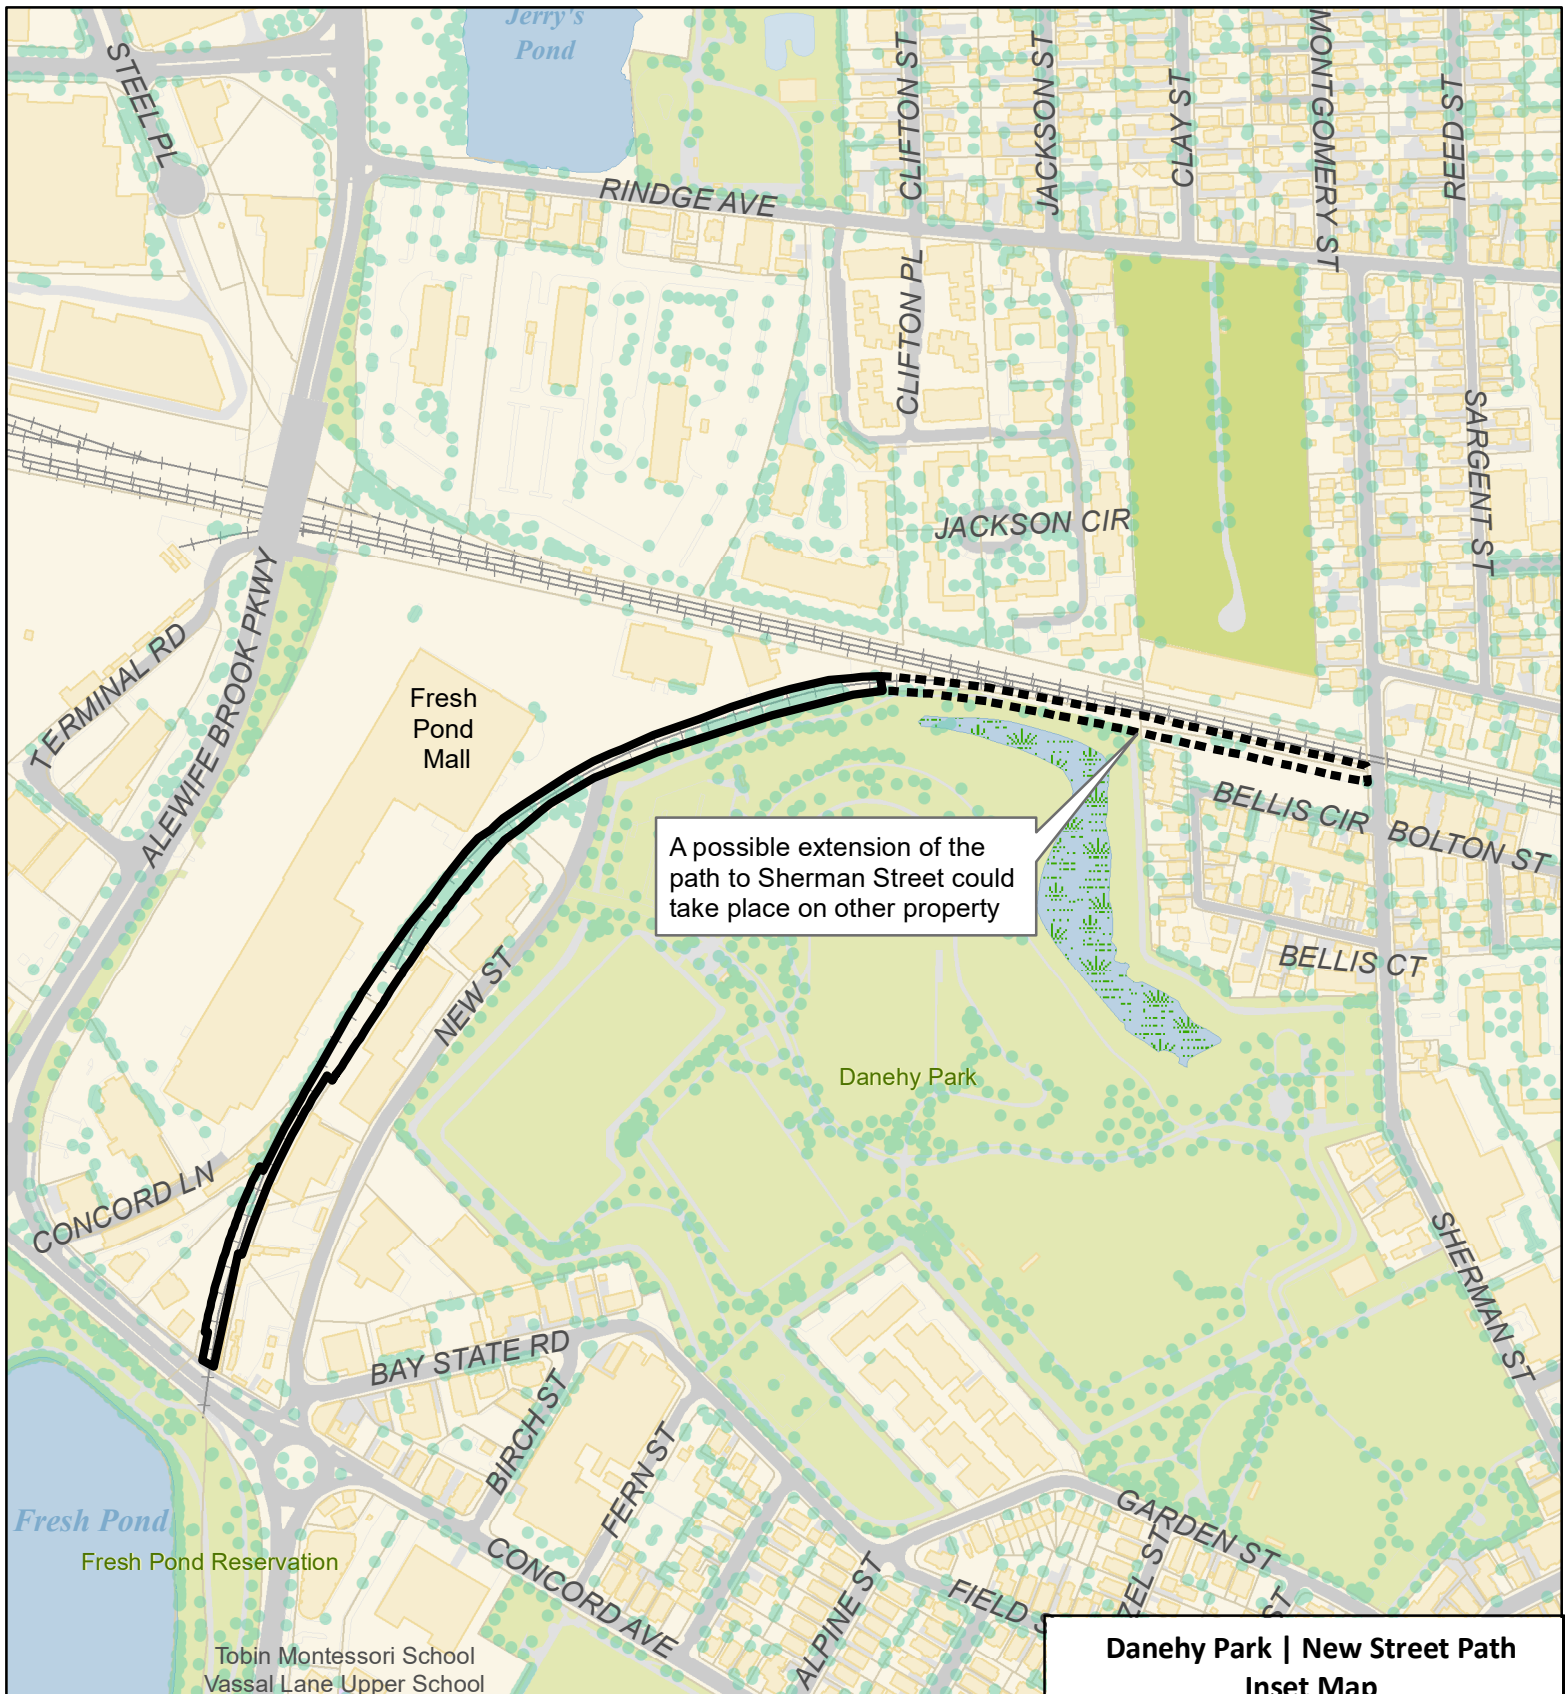 Jerry's
Pond
STEEL PL
CLIFTON ST
JACKSON ST
CLAY ST
MONTGOMERY ST
REED ST
RINDGE AVE
CLIFTON PL
SARGENT ST
JACKSON CIR
TERMINAL RD
ALEWIFE BROOK PKWY
Fresh
Pond
Mall
BELLIS CIR
BOLTON ST
A possible extension of the
path to Sherman Street could
take place on other property
BELLIS CT
NEW ST
Danehy Park
CONCORD LN
SHERMAN ST
BAY STATE RD
BIRCH ST
FERN ST
GARDEN ST
Fresh Pond
Fresh Pond Reservation
CONCORD AVE
ALPINE ST
FIELD S
ZEL ST
ST
Tobin Montessori School
Vassal Lane Upper School
Danehy Park | New Street Path
Inset Map